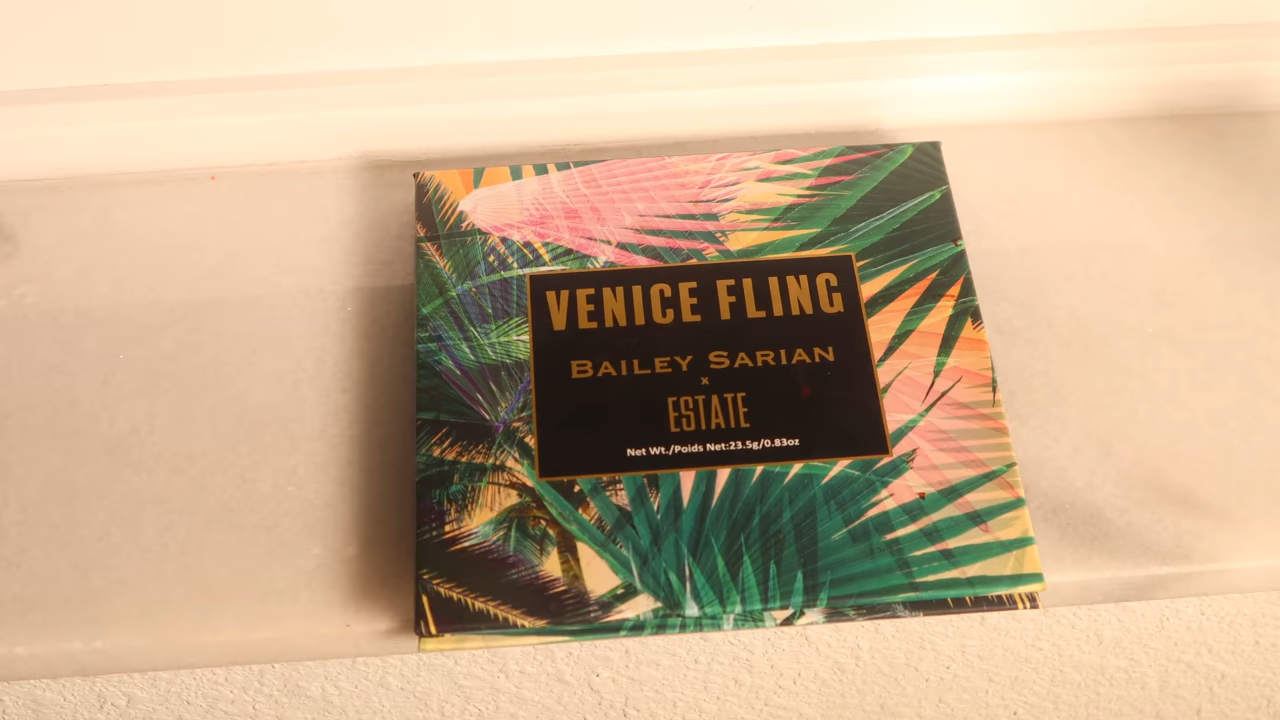 VENICE FLING
BAILEY SARIAN
x
ESTATE
Net Wt./Poids Net:23.5g/0.83oz